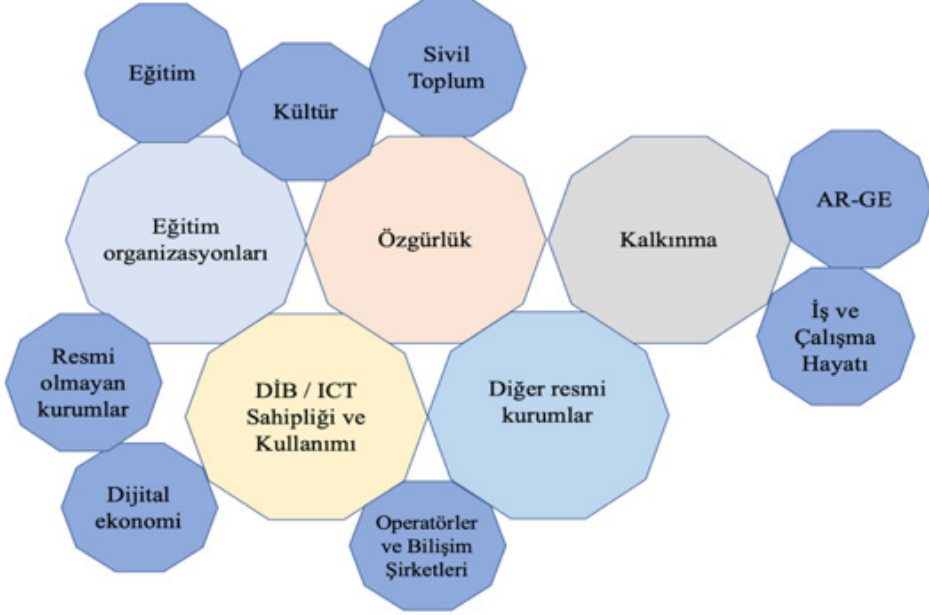 Eğitim
Kültür
Sivil
Toplum
Eğitim
organizasyonları
Özgürlük
Kalkınma
AR-GE
İş ve
Çalışma
Hayatı
Resmi
olmayan
kurumlar
DİB / ICT
Sahipliği ve
Kullanımı
Diğer resmi
kurumlar
Dijital
ekonomi
Operatörler
ve Bilişim
Şirketleri